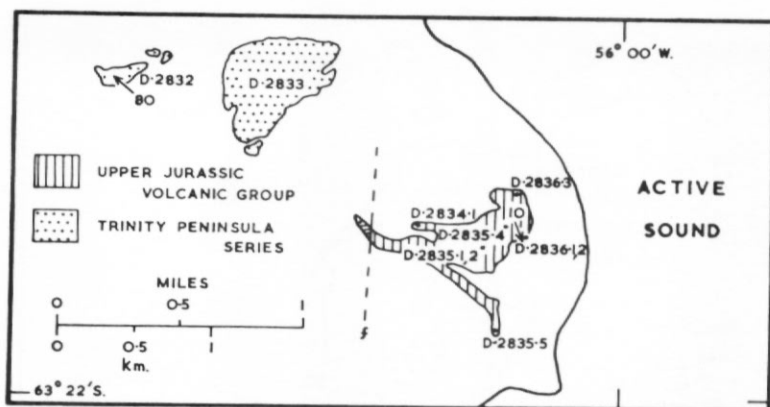 56° 00'W.
D·2832
D·2833
80
UPPER JURASSIC
VOLCANIC GROUP
TRINITY PENINSULA
SERIES
D·2836·3
D·2834·1
10
D·2835·4
D·2836·1,2
D·2835·1,2
ACTIVE
SOUND
MILES
0 0·5 1
0 0·5 1
km.
D·2835·5
63° 22'S.